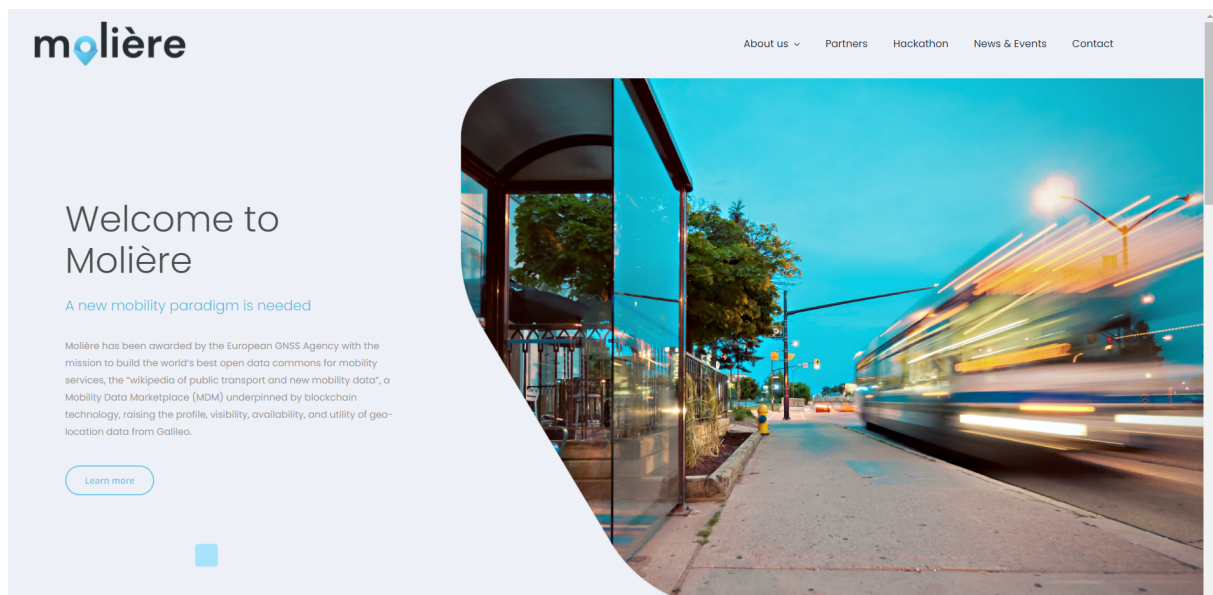 molière
About us
Partners
Hackathon
News & Events
Contact
Welcome to
Molière
A new mobility paradigm is needed
Molière has been awarded by the European GNSS Agency with the
mission to build the world's best open data commons for mobility
services, the "wikipedia of public transport and new mobility data", a
Mobility Data Marketplace (MDM) underpinned by blockchain
technology, raising the profile, visibility, availability, and utility of geo-
location data from Galileo.
Learn more